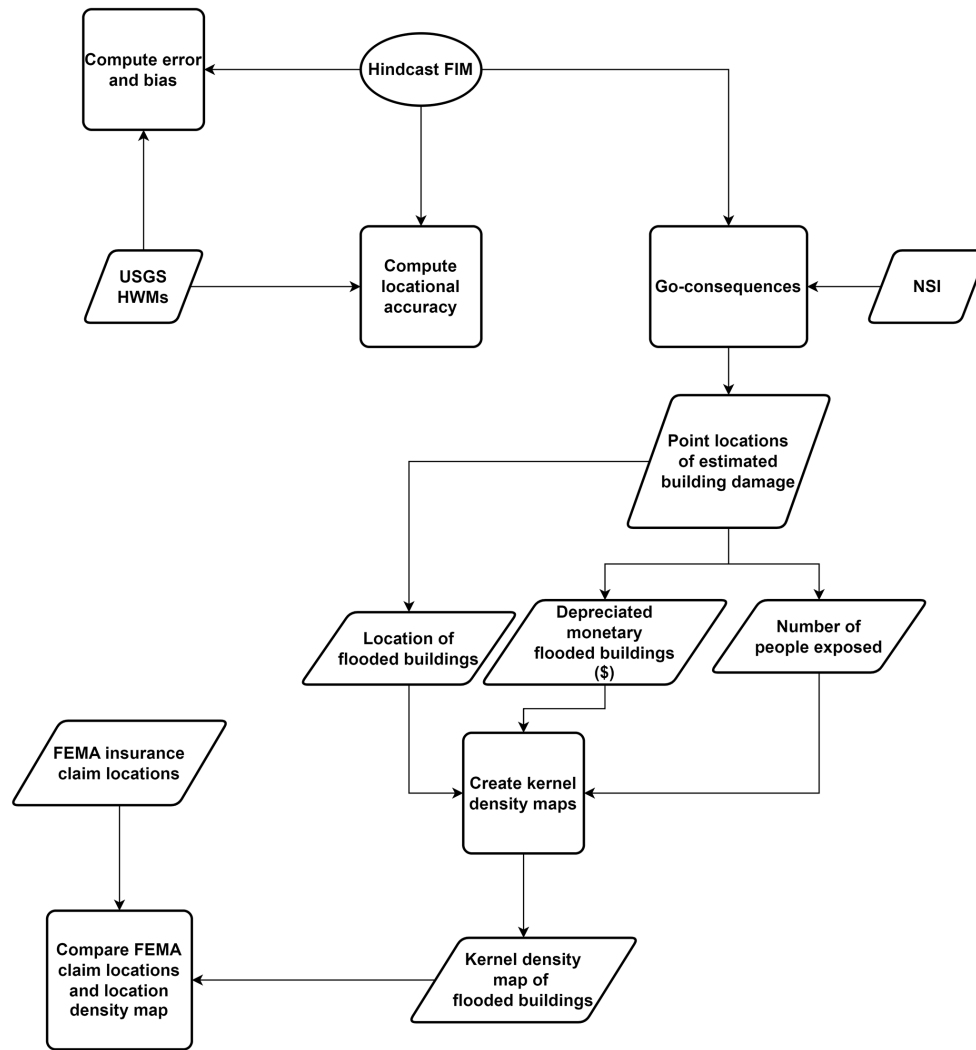 Compute error
and bias
Hindcast FIM
USGS
HWMs
Compute
locational
accuracy
Go-consequences
NSI
Point locations
of estimated
building damage
Location of
flooded buildings
Depreciated
monetary
flooded buildings
($)
Number of
people exposed
FEMA insurance
claim locations
Create kernel
density maps
Compare FEMA
claim locations
and location
density map
Kernel density
map of
flooded buildings